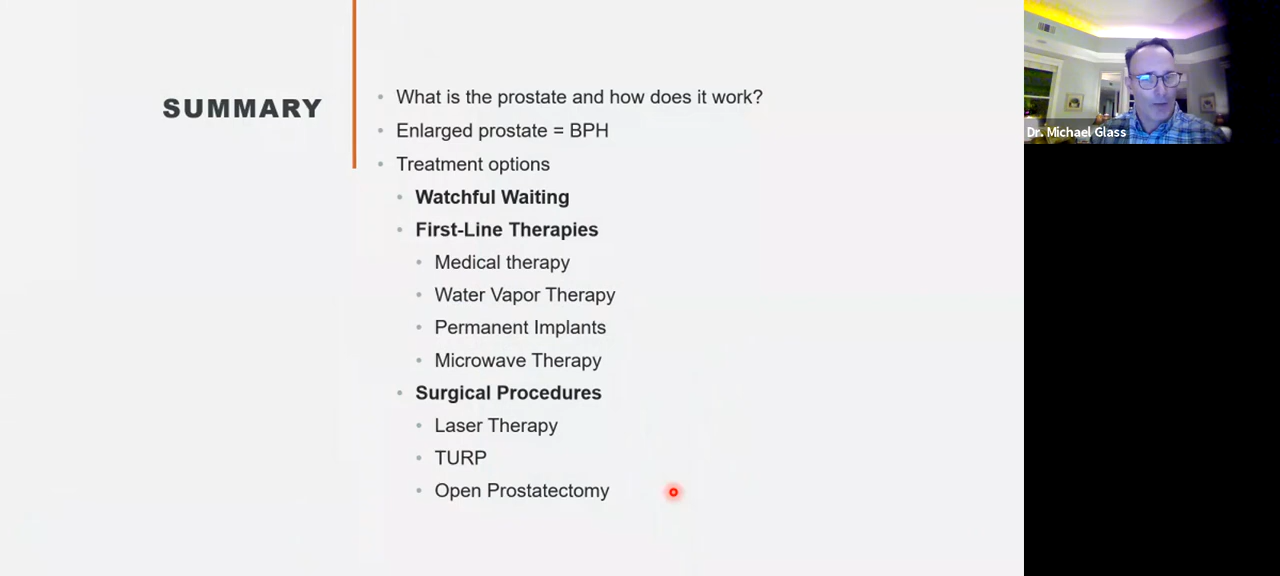 SUMMARY
What is the prostate and how does it work?
Enlarged prostate = BPH
Treatment options
Watchful Waiting
First-Line Therapies
Medical therapy
Water Vapor Therapy
Permanent Implants
Microwave Therapy
Surgical Procedures
Laser Therapy
TURP
Open Prostatectomy
Dr. Michael Glass